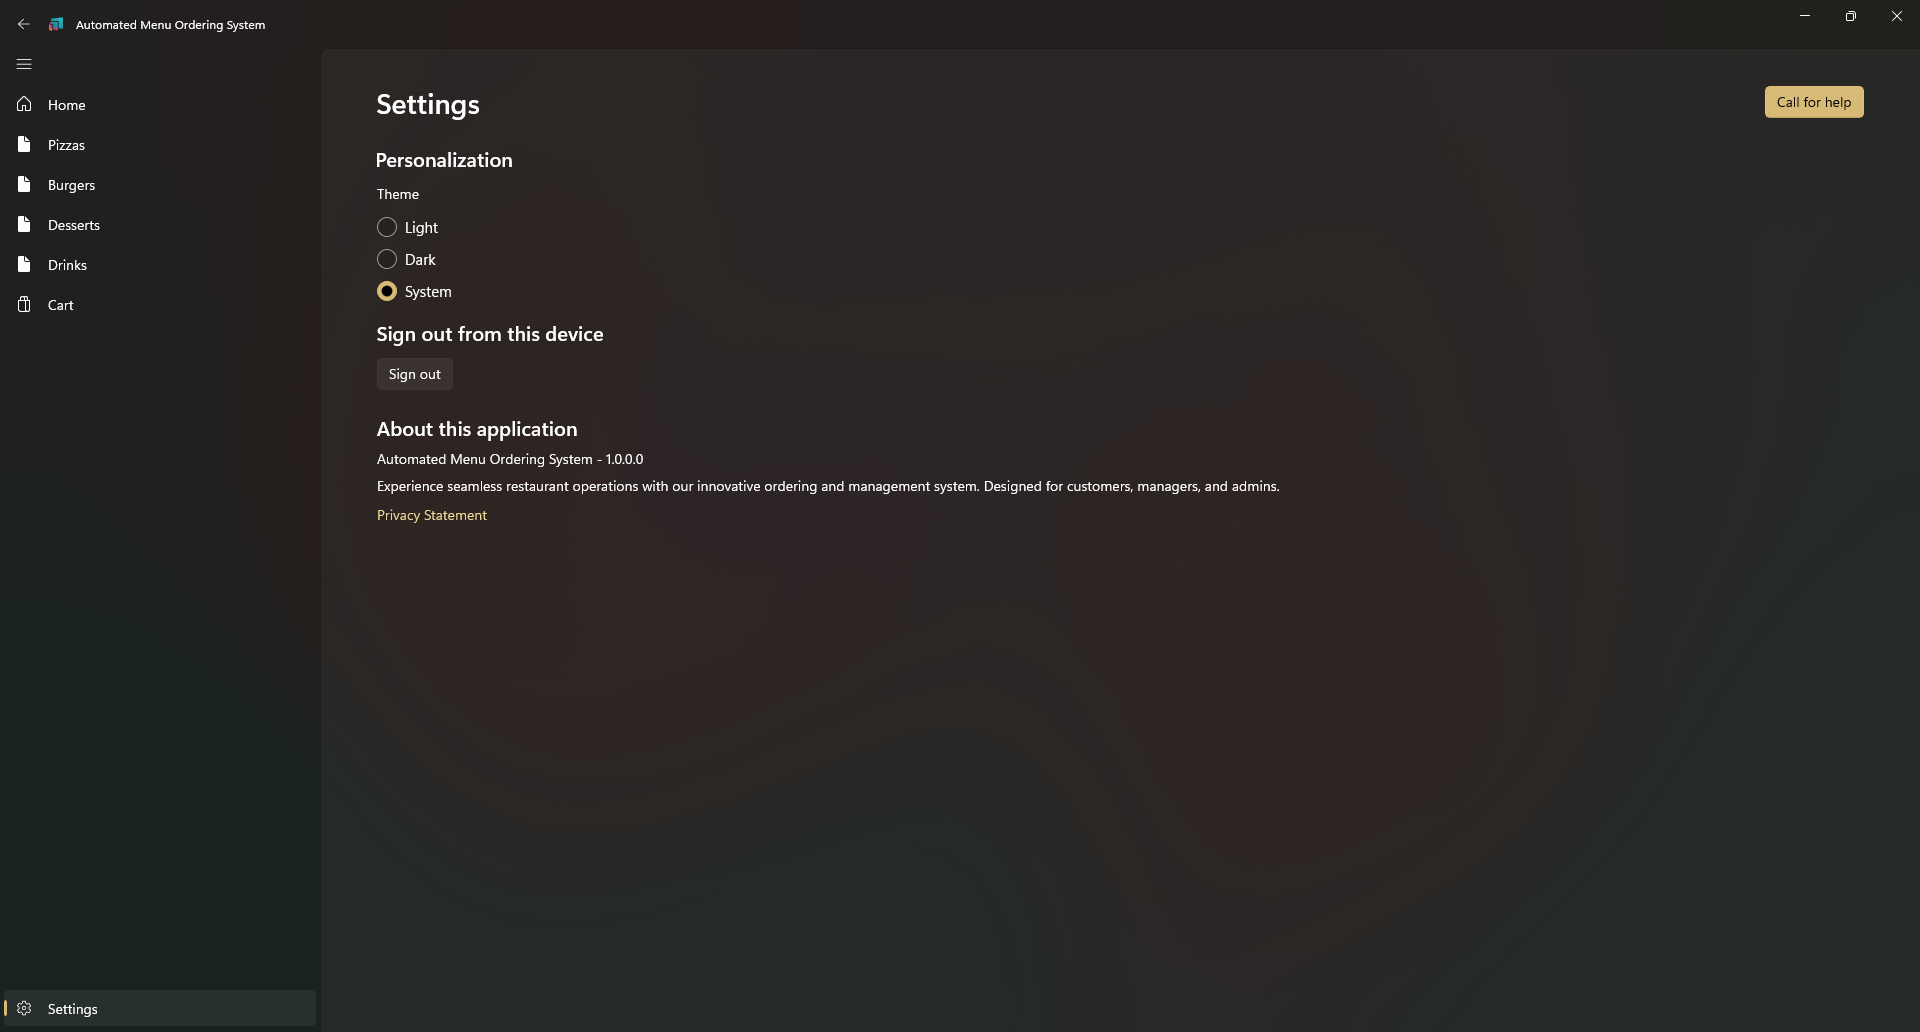 Automated Menu Ordering System
Home
Pizzas
Burgers
Desserts
Drinks
Cart
Settings
Settings
Call for help
Personalization
Theme
Light
Dark
System
Sign out from this device
Sign out
About this application
Automated Menu Ordering System - 1.0.0.0
Experience seamless restaurant operations with our innovative ordering and management system. Designed for customers, managers, and admins.
Privacy Statement